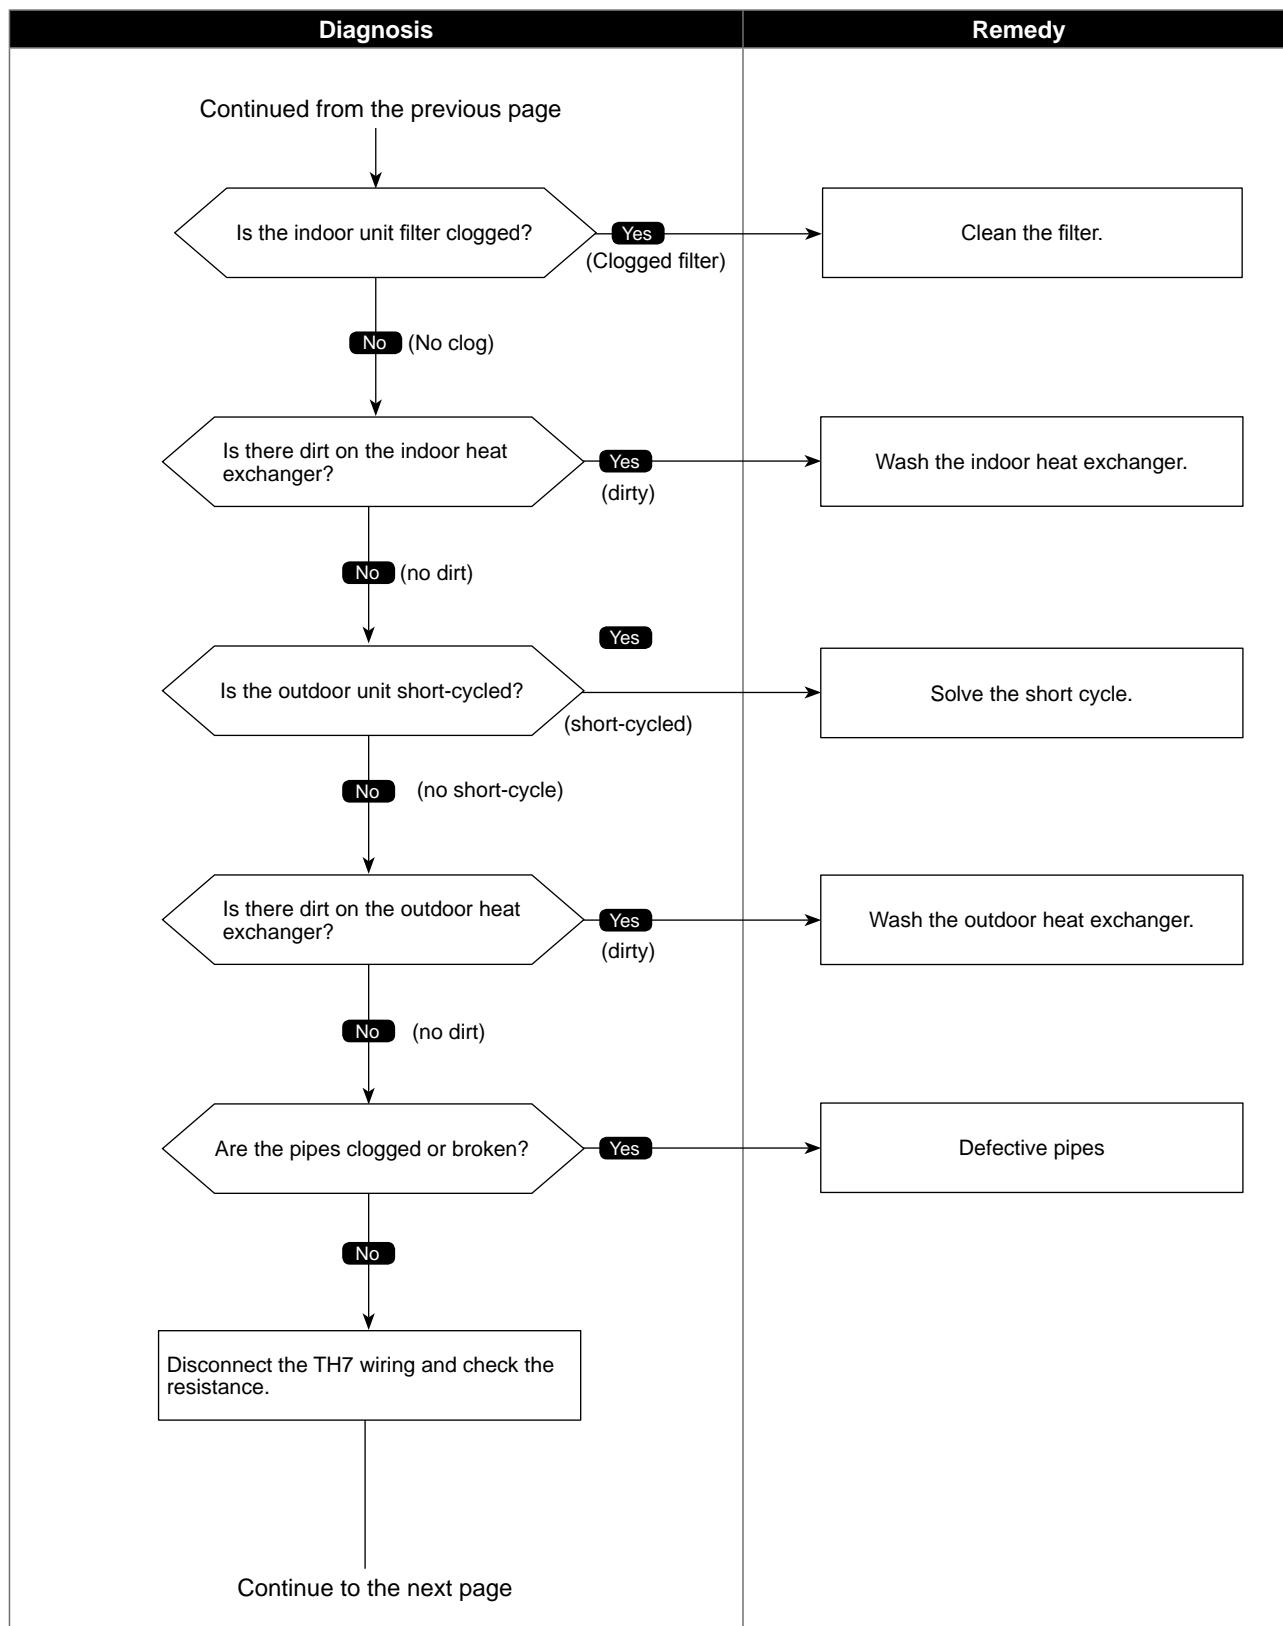 Diagnosis
Remedy
Continued from the previous page
Is the indoor unit filter clogged?
Yes
(Clogged filter)
Clean the filter.
No
(No clog)
Is there dirt on the indoor heat
exchanger?
Yes
(dirty)
Wash the indoor heat exchanger.
No
(no dirt)
Is the outdoor unit short-cycled?
Yes
(short-cycled)
Solve the short cycle.
No
(no short-cycle)
Is there dirt on the outdoor heat
exchanger?
Yes
(dirty)
Wash the outdoor heat exchanger.
No
(no dirt)
Are the pipes clogged or broken?
Yes
Defective pipes
No
Disconnect the TH7 wiring and check the
resistance.
Continue to the next page